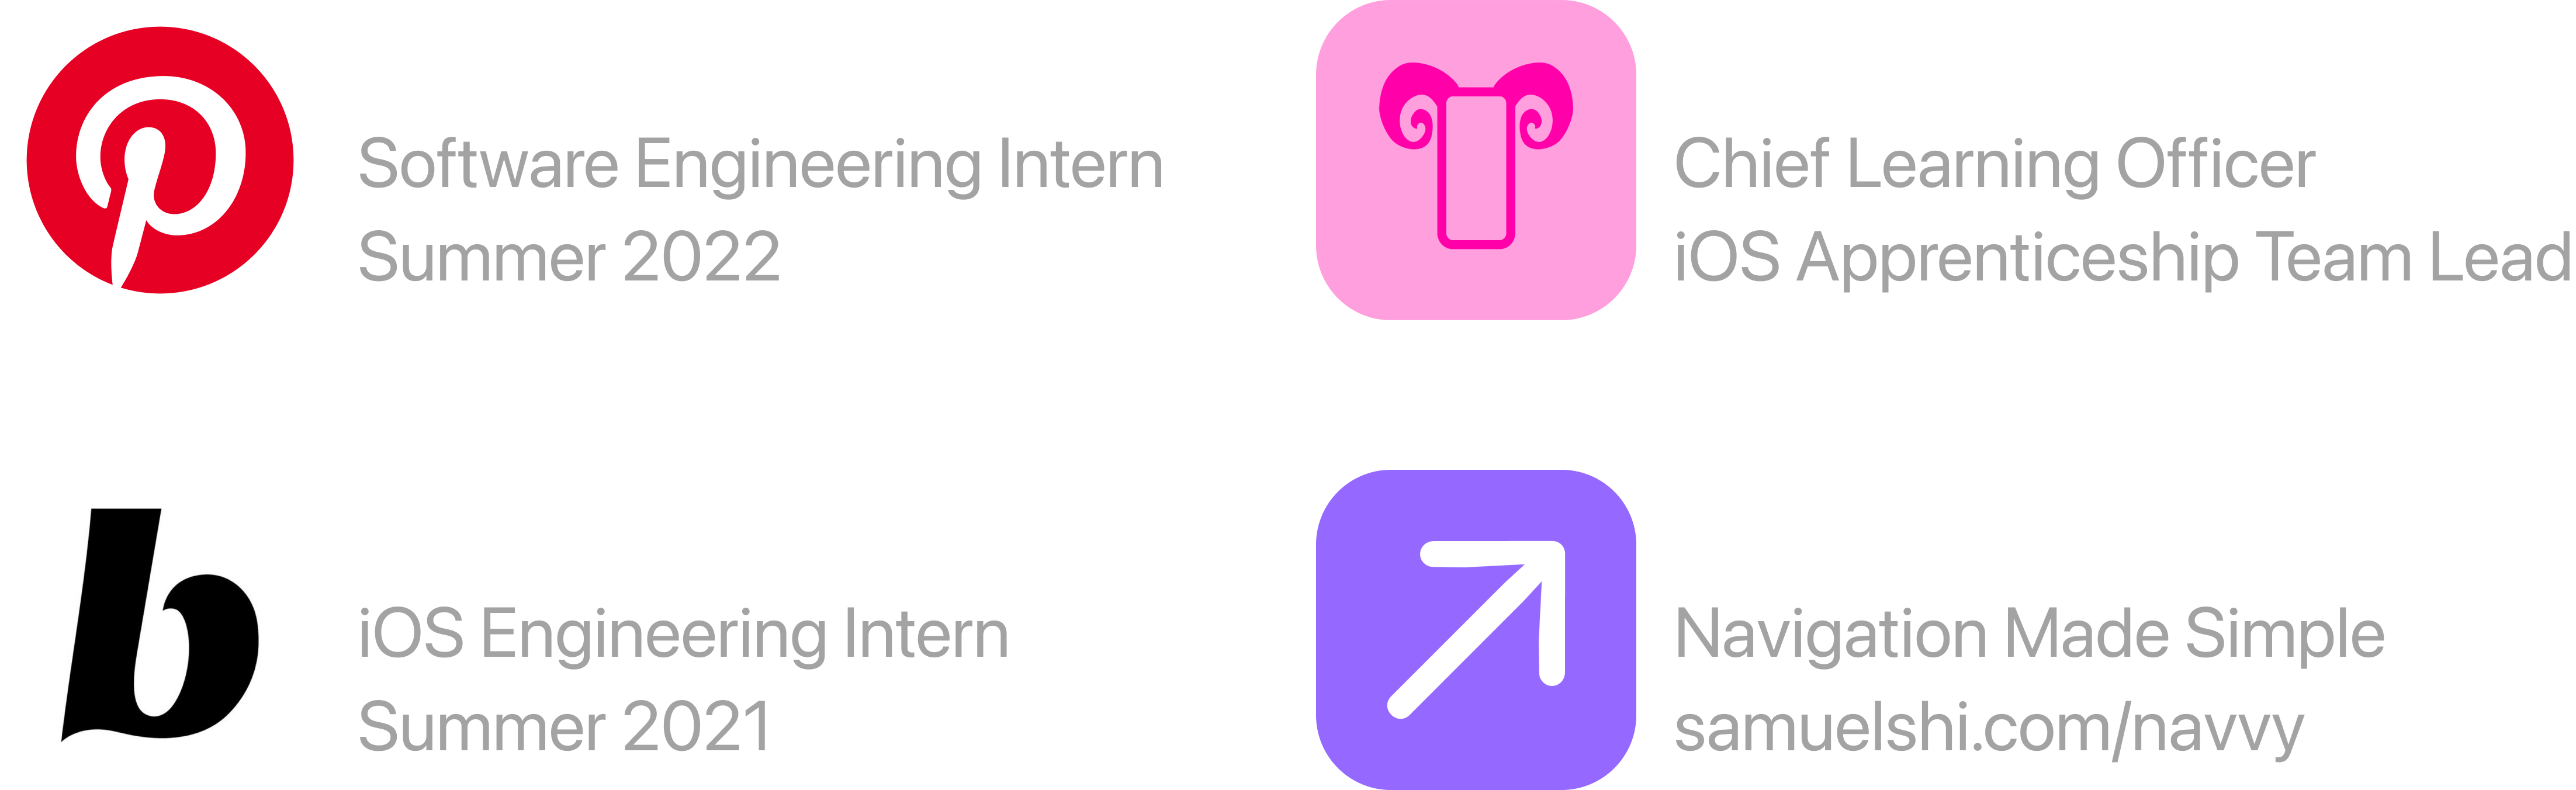 Software Engineering Intern
Summer 2022
Chief Learning Officer
iOS Apprenticeship Team Lead
b
iOS Engineering Intern
Summer 2021
Navigation Made Simple
samuelshi.com/navvy